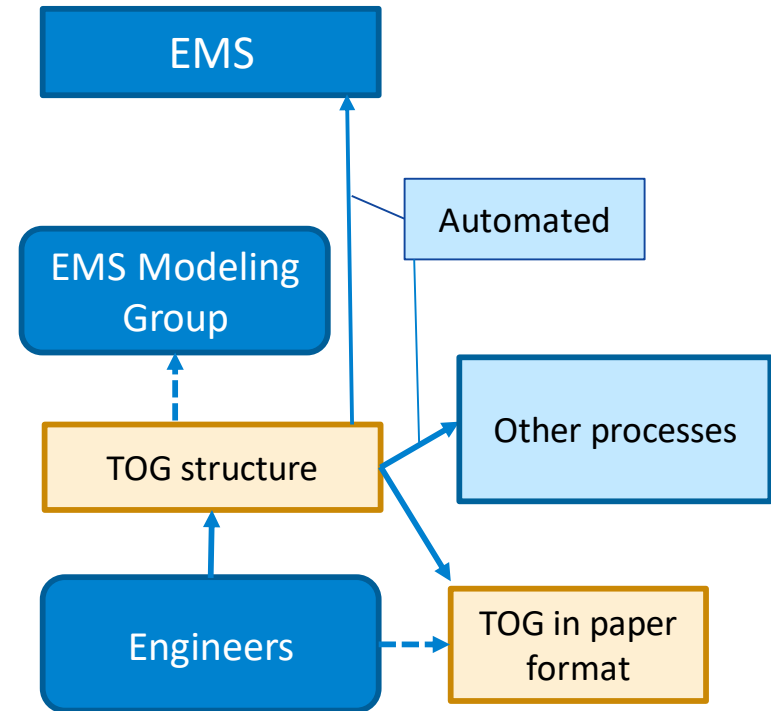 EMS
Automated
EMS Modeling
Group
Other processes
TOG structure
TOG in paper
format
Engineers